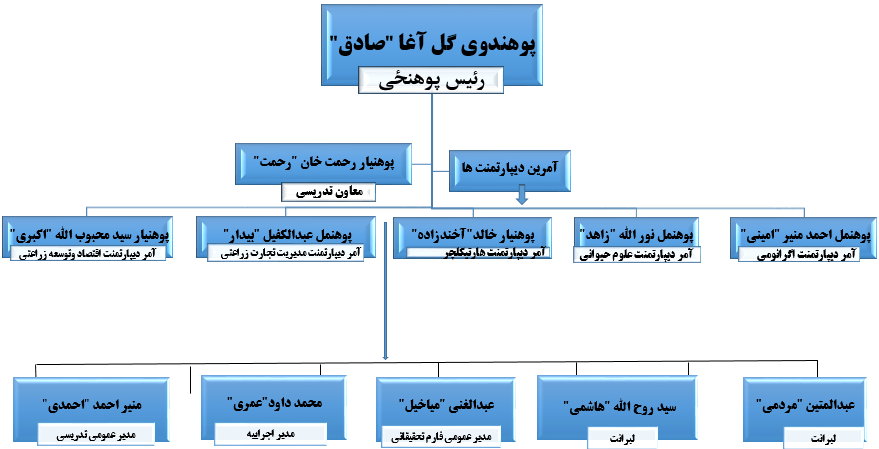 پوهندوی گل آغا "صادق"
رئیس پوهنځی
آمرین دیپارتمنت ها
پوهنیار رحمت خان "رحمت"
معاون تدریسی
پوهنمل احمد منیر "امینی"
آمر دیپارتمنت اگرانومی
پوهنمل نور الله "زاهد"
آمر دیپارتمنت علوم حیوانی
پوهنیار خالد"آخندزاده"
آمر دیپارتمنت هارتیکلچر
پوهنمل عبدالکفیل "بیدار"
آمر دیپارتمنت مدیریت تجارت زراعتی
پوهنیار سید محبوب الله "اکبری"
آمر دیپارتمنت اقتصاد وتوسعه زراعتی
عبدالمتین "مردمی"
لبرانت
سید روح الله "هاشمی"
لبرانت
عبدالغنی "میاخیل"
مدیر عمومی فارم تحقیقاتی
محمد داود"عمری"
مدیر اجراییه
منیر احمد "احمدی"
مدیر عمومی تدریسی